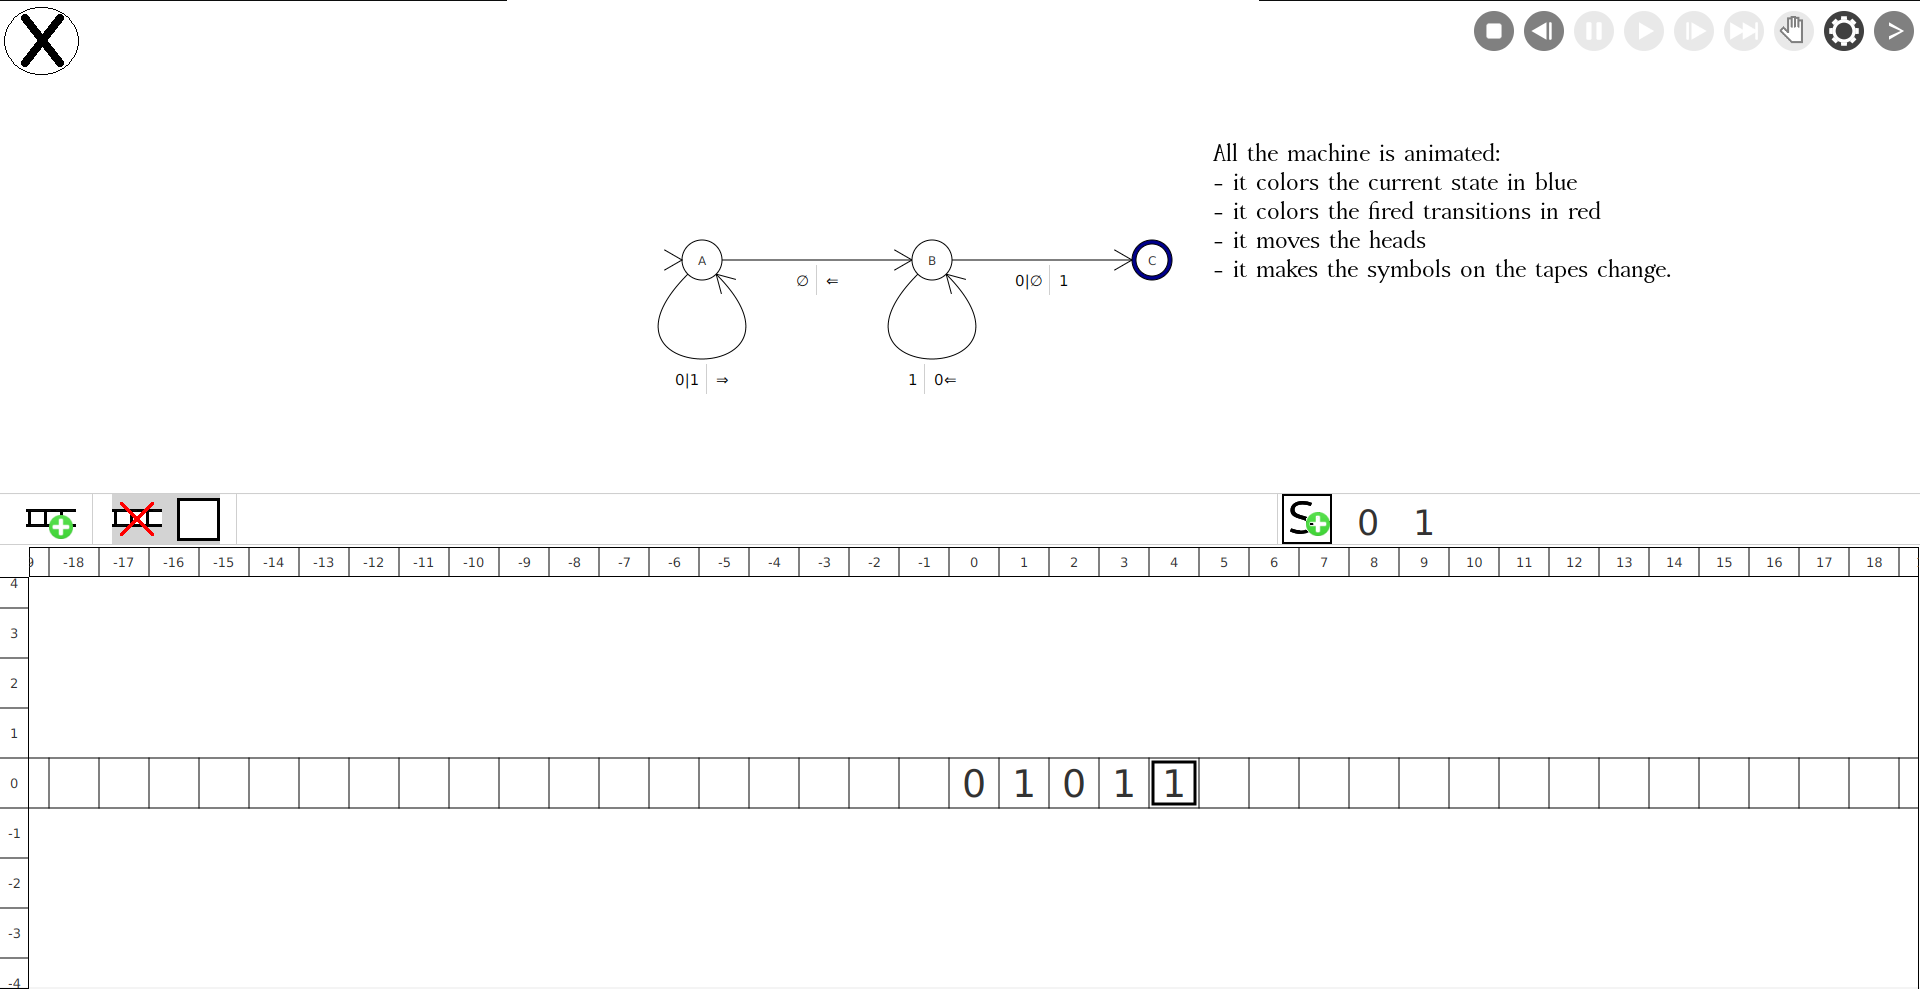 X
>
All the machine is animated:
- it colors the current state in blue
- it colors the fired transitions in red
- it moves the heads
- it makes the symbols on the tapes change.
A B C
∅ ⇐
0|∅ 1
0|1 ⇒
1 0⇐
S 0 1
9 -18 -17 -16 -15 -14 -13 -12 -11 -10 -9 -8 -7 -6 -5 -4 -3 -2 -1 0 1 2 3 4 5 6 7 8 9 10 11 12 13 14 15 16 17 18
4
3
2
1
0 0 1 0 1 1
-1
-2
-3
-4